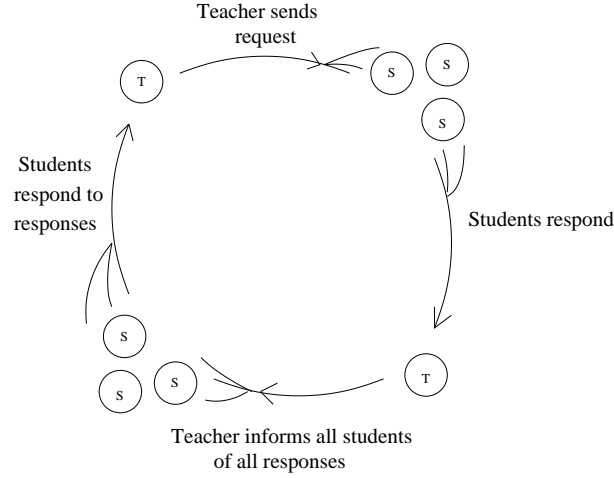 Teacher sends
request
T
S
S
S
Students
respond to
responses
Students respond
S
S
S
T
Teacher informs all students
of all responses